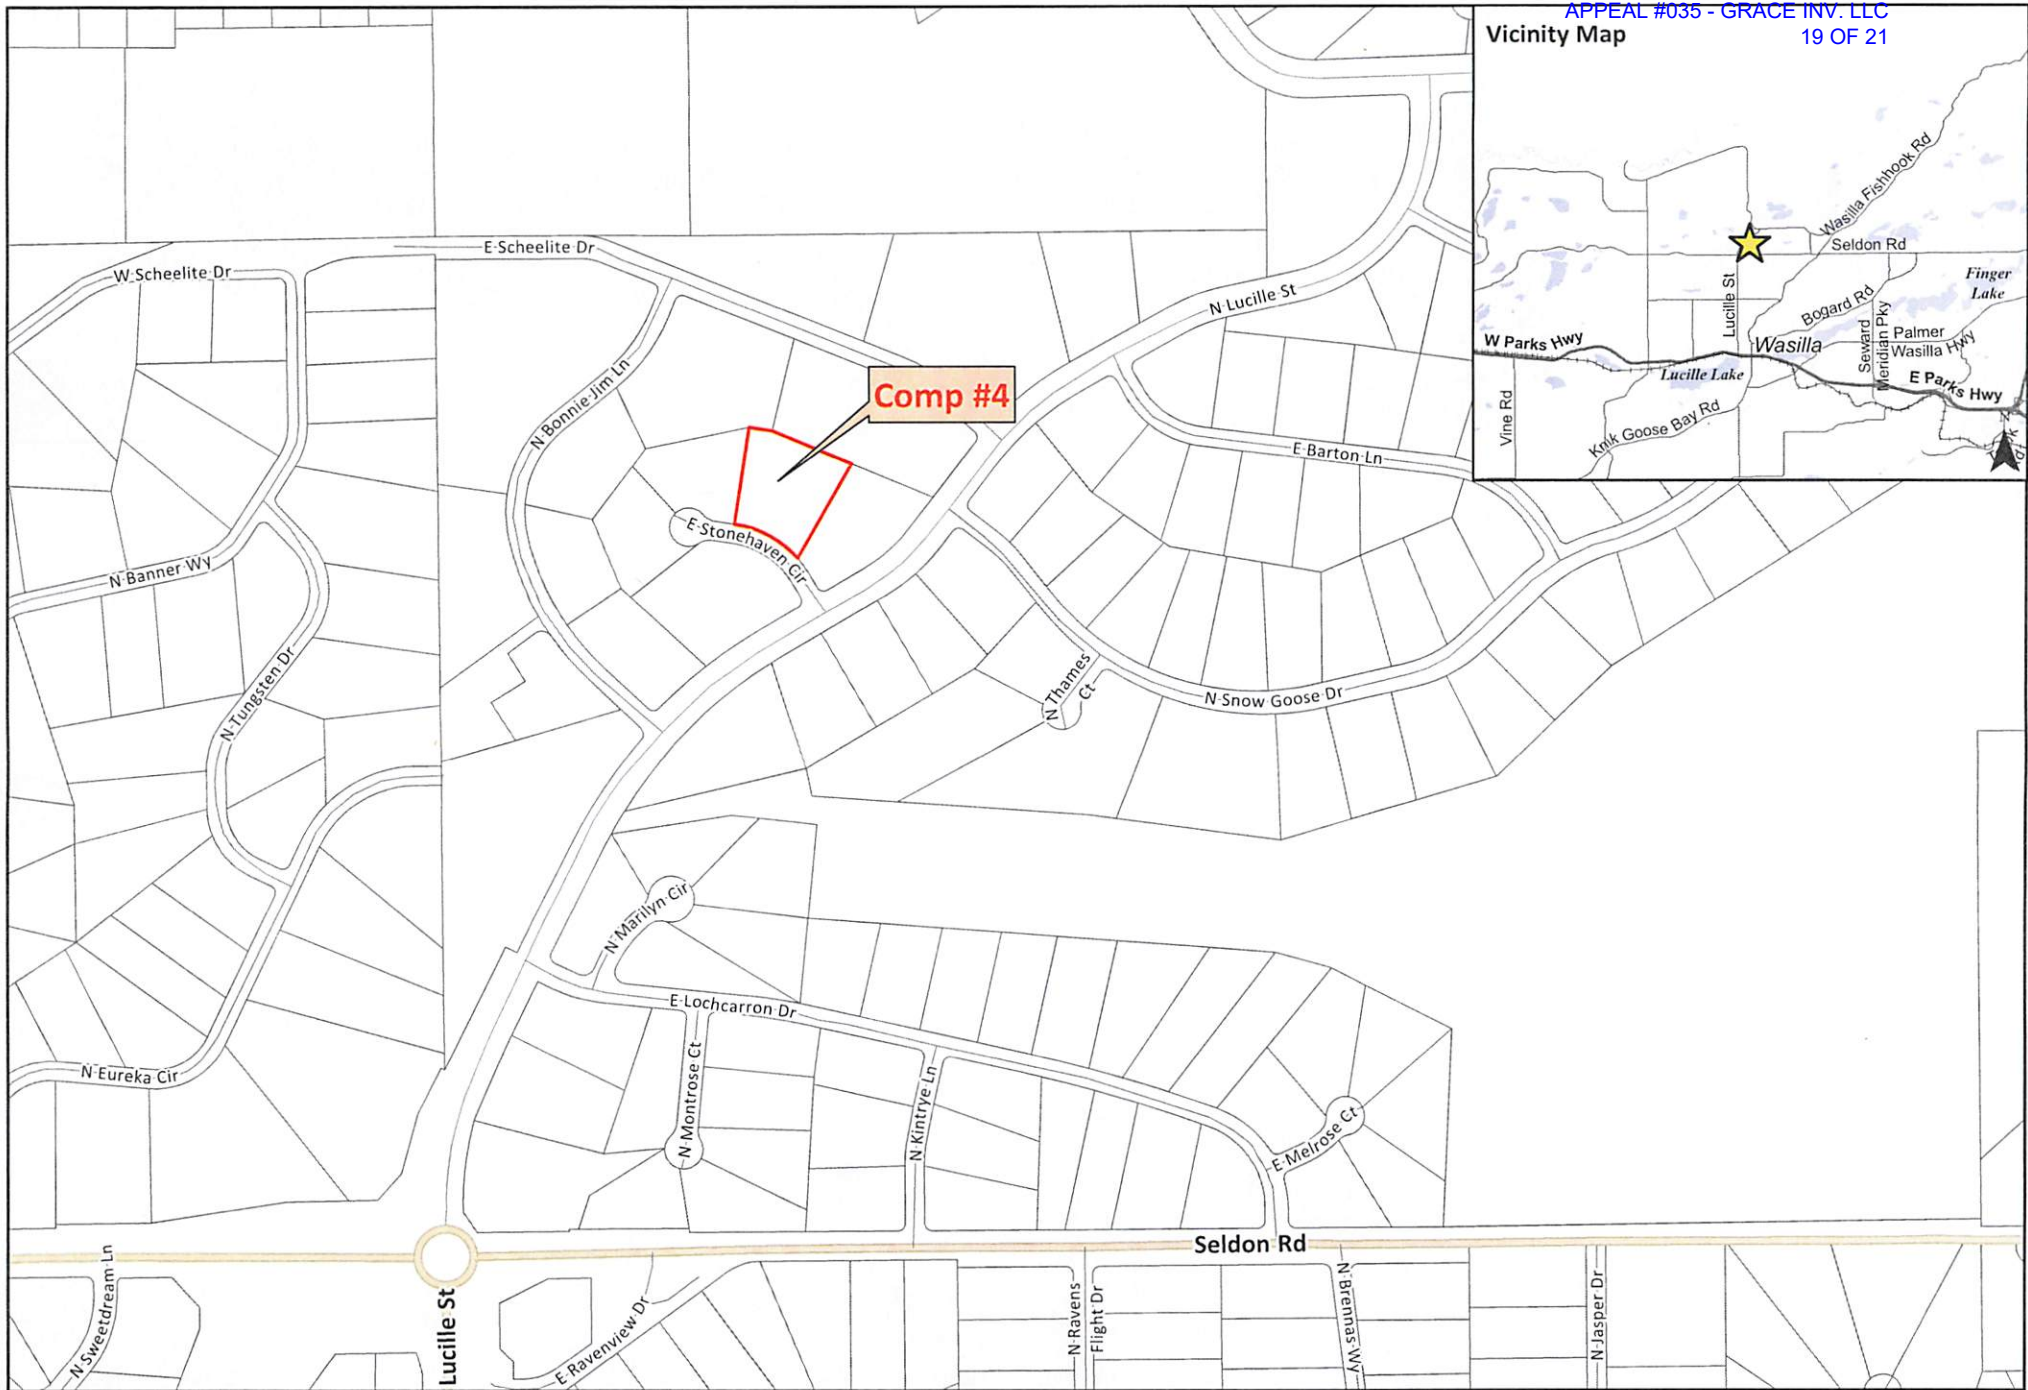 APPEAL #035 - GRACE INV. LLC
19 OF 21
Vicinity Map
Wasilla Fishhook Rd
Seldon Rd
Finger
Lake
Lucille St
Bogard Rd
Seward
Meridian Pky
Palmer
Wasilla Hwy
W Parks Hwy
Wasilla
Lucille Lake
E Parks Hwy
Vine Rd
Knik Goose Bay Rd
E Scheelite Dr
W Scheelite Dr
N Lucille St
N Bonnie Jim Ln
Comp #4
E Barton Ln
E Stonehaven Cir
N Banner Wy
N Tungsten Dr
N Thames
Ct
N Snow Goose Dr
N Marilyn Cir
E Lochcarron Dr
N Eureka Cir
N Montrose Ct
N Kintrye Ln
E Melrose Ct
Seldon Rd
N Sweetdream Ln
Lucille St
E Ravenview Dr
N Ravens
Flight Dr
N Brennas Wy
N Jasper Dr